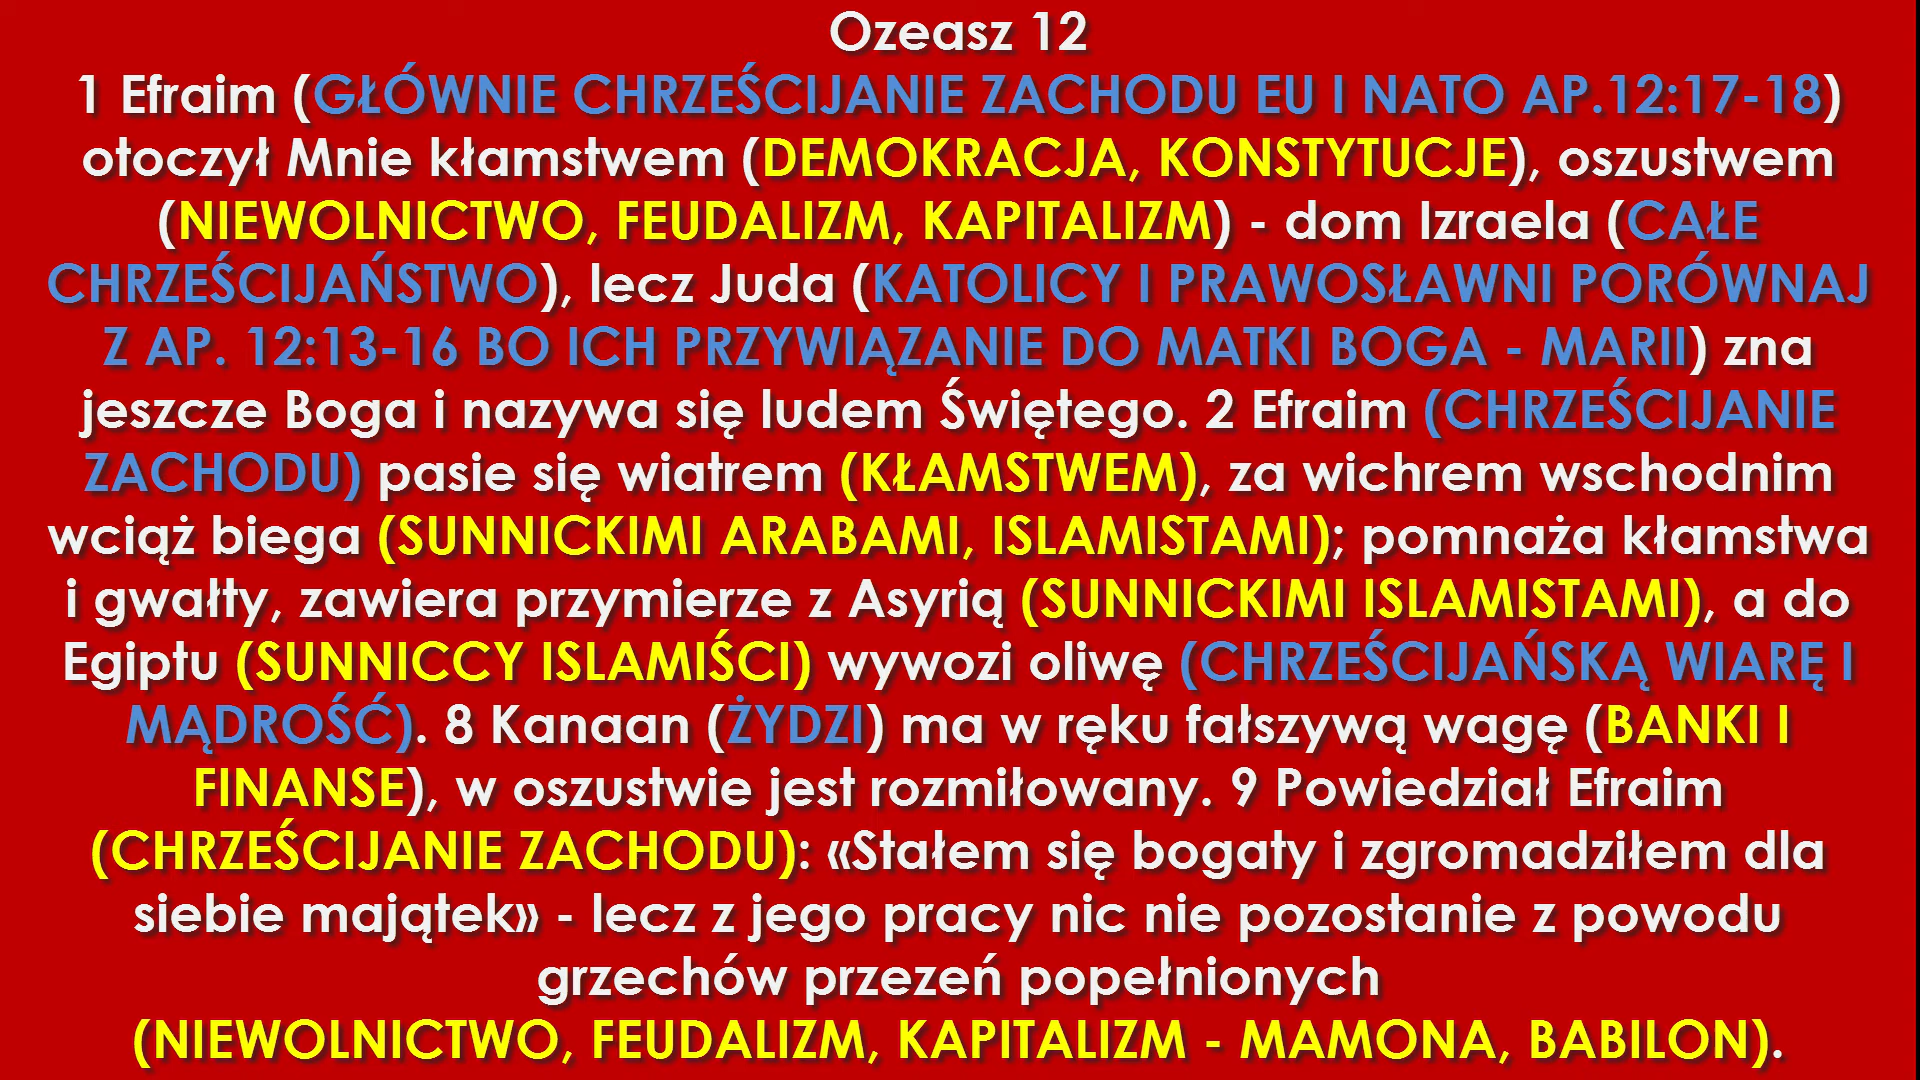 Ozeasz 12
1 Efraim (GŁÓWNIE CHRZEŚCIJANIE ZACHODU EU I NATO AP.12:17-18)
otoczył Mnie kłamstwem (DEMOKRACJA, KONSTYTUCJE), oszustwem
(NIEWOLNICTWO, FEUDALIZM, KAPITALIZM) - dom Izraela (CAŁE
CHRZEŚCIJAŃSTWO), lecz Juda (KATOLICY I PRAWOSŁAWNI PORÓWNAJ
Z AP. 12:13-16 BO ICH PRZYWIĄZANIE DO MATKI BOGA - MARII) zna
jeszcze Boga i nazywa się ludem Świętego. 2 Efraim (CHRZEŚCIJANIE
ZACHODU) pasie się wiatrem (KŁAMSTWEM), za wichrem wschodnim
wciąż biega (SUNNICKIMI ARABAMI, ISLAMISTAMI); pomnaża kłamstwa
i gwałty, zawiera przymierze z Asyrią (SUNNICKIMI ISLAMISTAMI), a do
Egiptu (SUNNICCY ISLAMIŚCI) wywozi oliwę (CHRZEŚCIJAŃSKĄ WIARĘ I
MĄDROŚĆ). 8 Kanaan (ŻYDZI) ma w ręku fałszywą wagę (BANKI I
FINANSE), w oszustwie jest rozmiłowany. 9 Powiedział Efraim
(CHRZEŚCIJANIE ZACHODU): «Stałem się bogaty i zgromadziłem dla
siebie majątek» - lecz z jego pracy nic nie pozostanie z powodu
grzechów przezeń popełnionych
(NIEWOLNICTWO, FEUDALIZM, KAPITALIZM - MAMONA, BABILON).